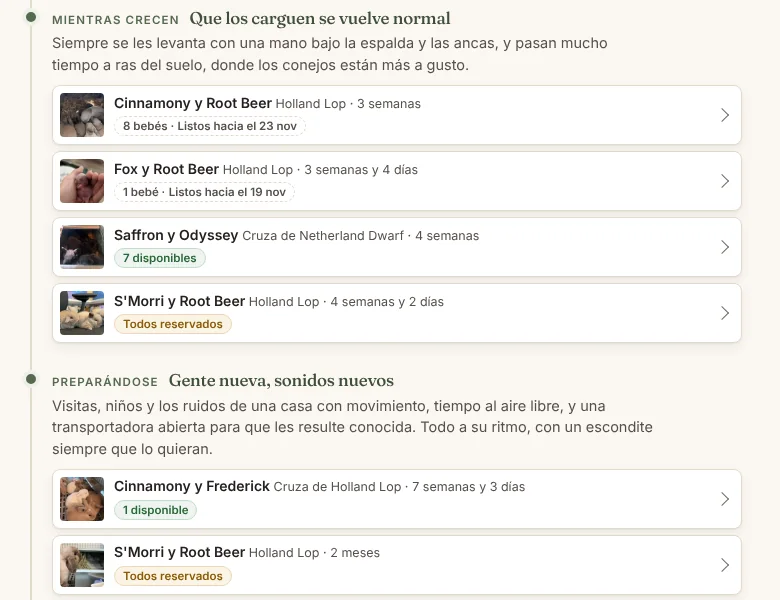 MIENTRAS CRECEN Que los carguen se vuelve normal
Siempre se les levanta con una mano bajo la espalda y las ancas, y pasan mucho
tiempo a ras del suelo, donde los conejos están más a gusto.
Cinnamony y Root Beer Holland Lop · 3 semanas
8 bebés · Listos hacia el 23 nov
Fox y Root Beer Holland Lop · 3 semanas y 4 días
1 bebé · Listos hacia el 19 nov
Saffron y Odyssey Cruza de Netherland Dwarf · 4 semanas
7 disponibles
S'Morri y Root Beer Holland Lop · 4 semanas y 2 días
Todos reservados
PREPARÁNDOSE Gente nueva, sonidos nuevos
Visitas, niños y los ruidos de una casa con movimiento, tiempo al aire libre, y una
transportadora abierta para que les resulte conocida. Todo a su ritmo, con un escondite
siempre que lo quieran.
Cinnamony y Frederick Cruza de Holland Lop · 7 semanas y 3 días
1 disponible
S'Morri y Root Beer Holland Lop · 2 meses
Todos reservados